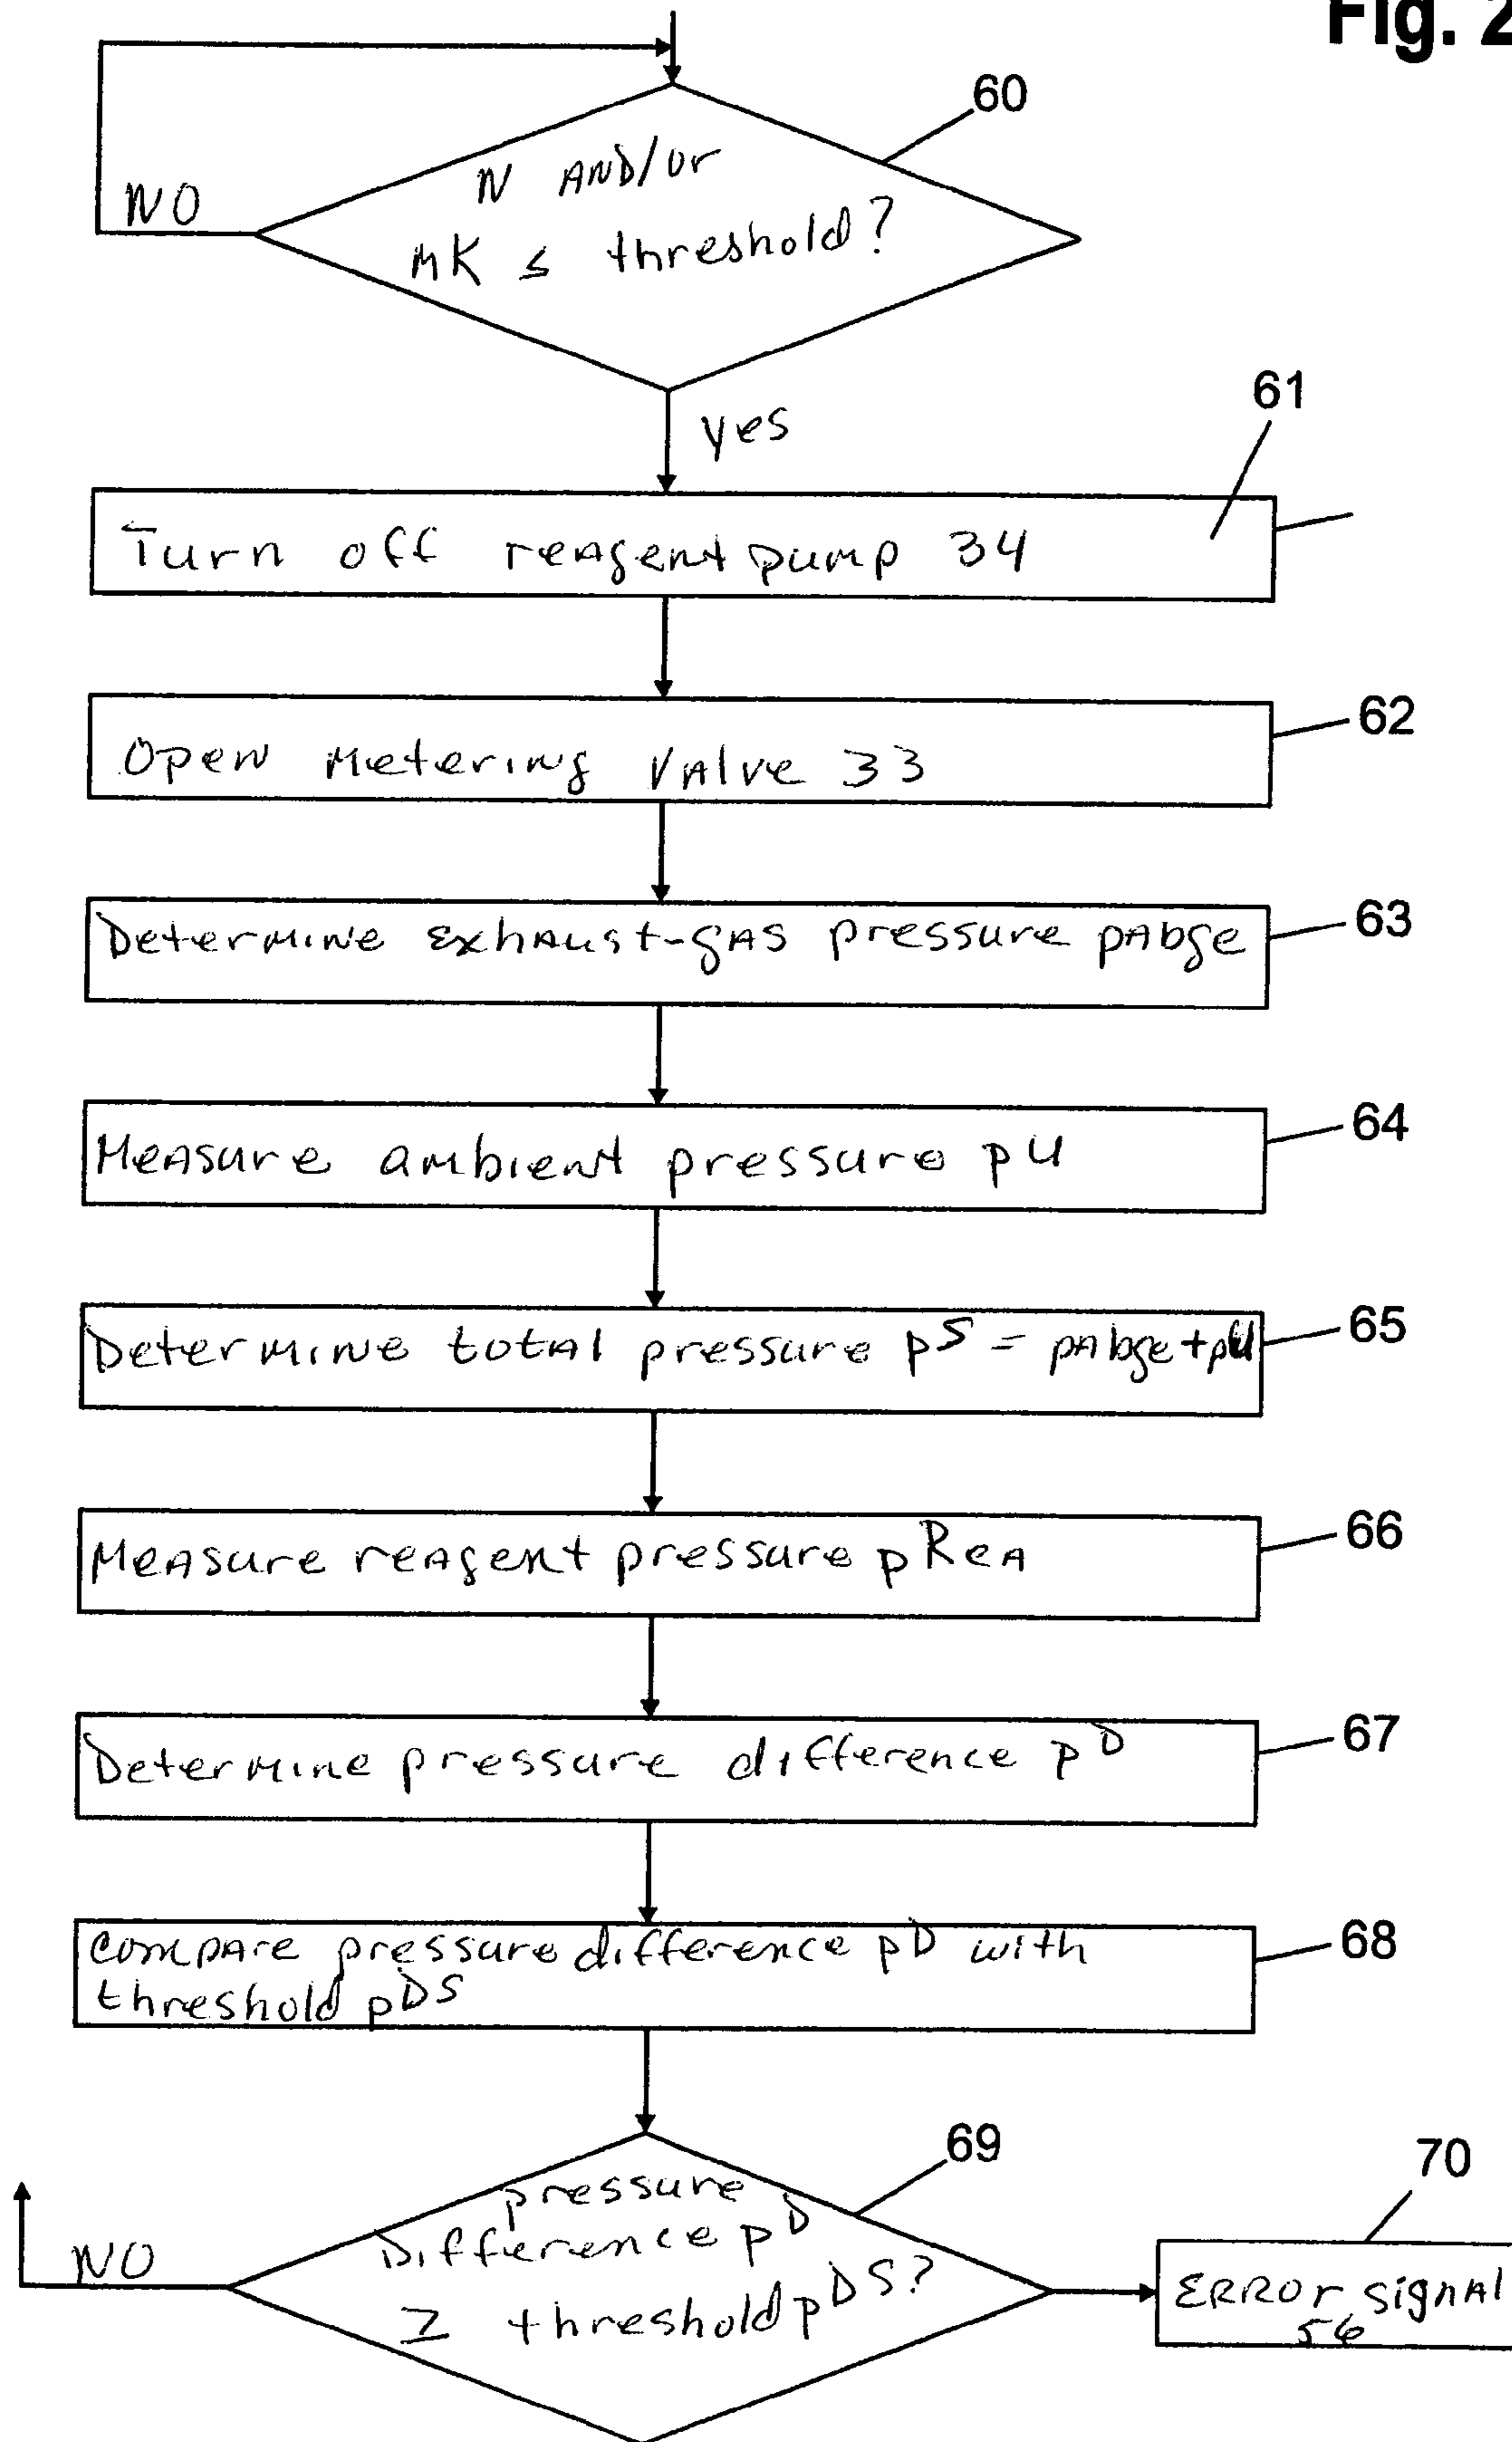 Fig. 2
60
N AND/or
mK ≤ threshold?
NO
yes
61
Turn off reagent pump 34
62
Open Metering Valve 33
63
Determine exhaust-gas pressure pAbge
64
Measure ambient pressure pU
65
Determine total pressure pS = pAbge + pU
66
Measure reagent pressure pReA
67
Determine pressure difference pD
68
Compare pressure difference pD with
threshold pDS
69
pressure
Difference pD
≥ threshold pDS?
NO
70
ERROR signal
56